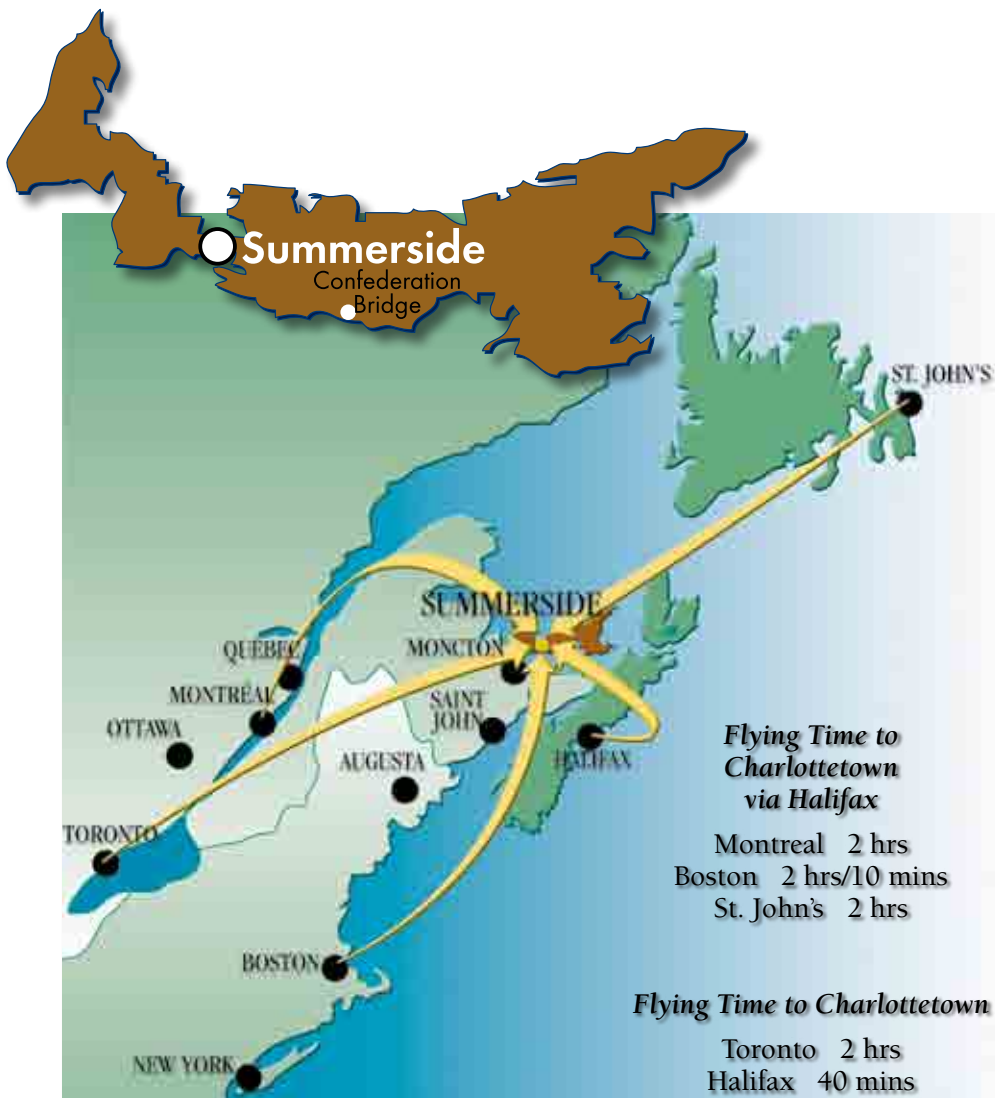 Summerside
Confederation
Bridge
ST. JOHN'S
SUMMERSIDE
QUÉBEC
MONCTON
MONTRÉAL
SAINT
JOHN
OTTAWA
HALIFAX
AUGUSTA
TORONTO
BOSTON
NEW YORK
Flying Time to
Charlottetown
via Halifax
Montreal 2 hrs
Boston 2 hrs/10 mins
St. John's 2 hrs
Flying Time to Charlottetown
Toronto 2 hrs
Halifax 40 mins